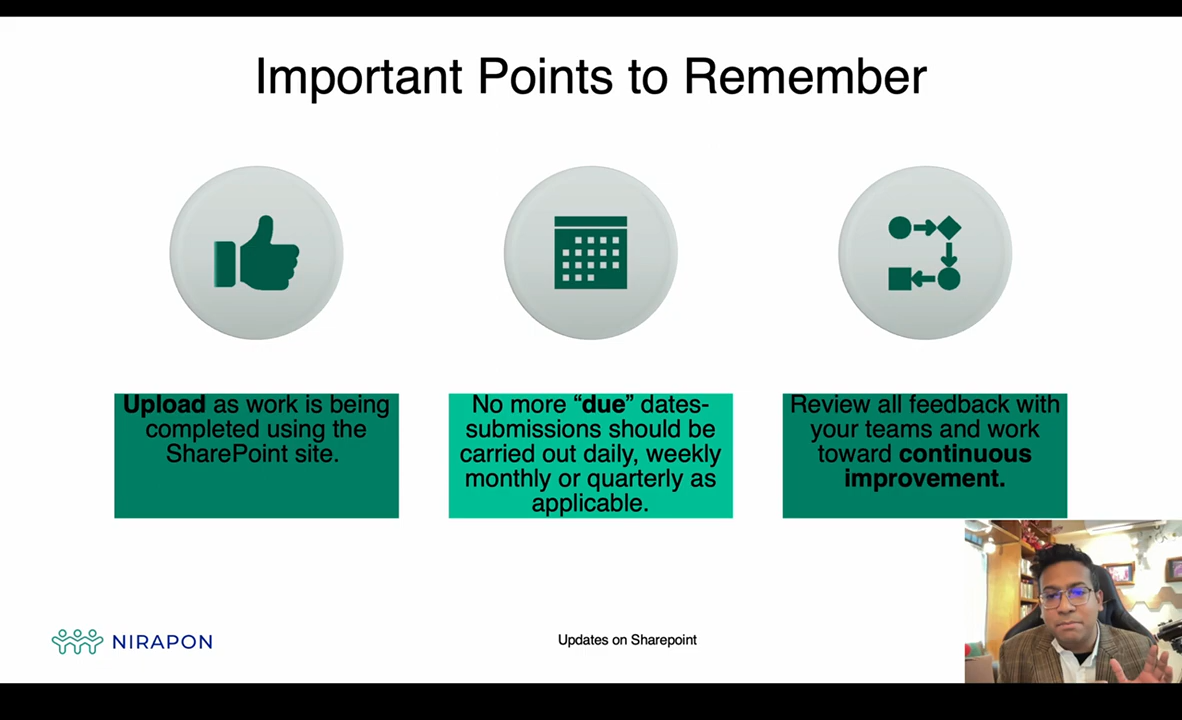 Important Points to Remember
Upload as work is being
completed using the
SharePoint site.
No more “due” dates-
submissions should be
carried out daily, weekly
monthly or quarterly as
applicable.
Review all feedback with
your teams and work
toward continuous
improvement.
NIRAPON
Updates on Sharepoint